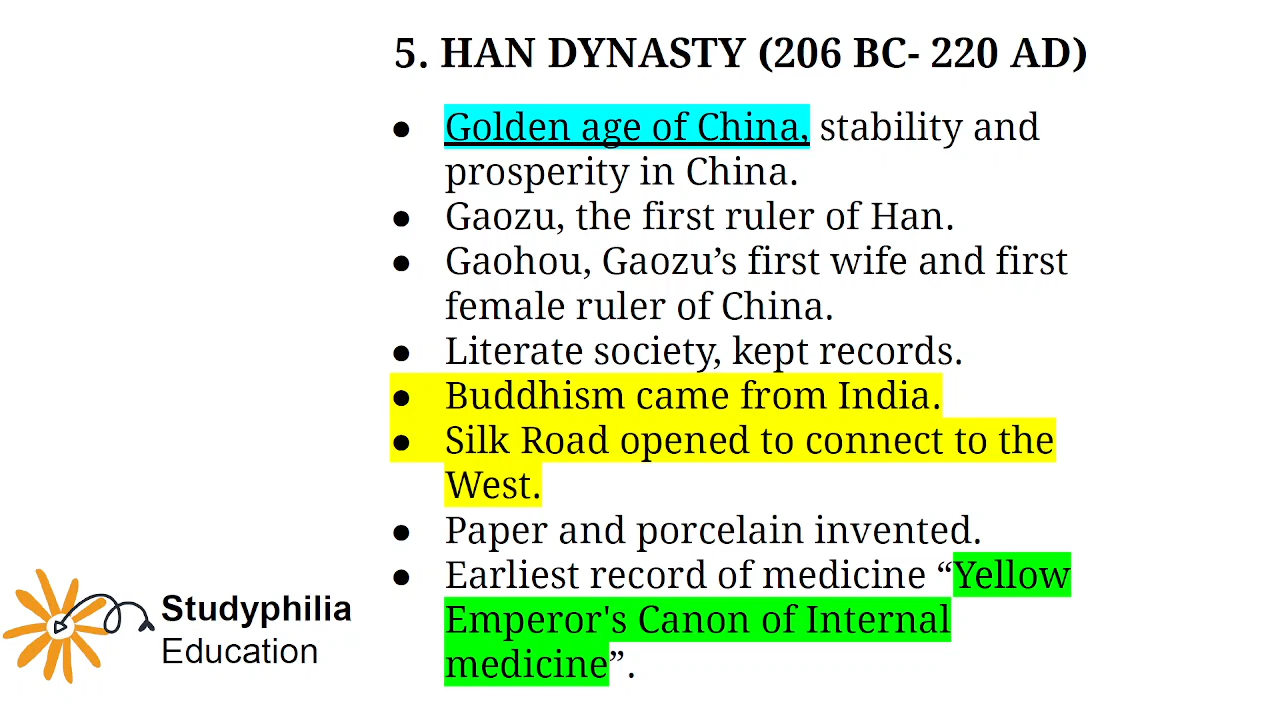 5. HAN DYNASTY (206 BC- 220 AD)
● Golden age of China, stability and
prosperity in China.
● Gaozu, the first ruler of Han.
● Gaohou, Gaozu’s first wife and first
female ruler of China.
● Literate society, kept records.
● Buddhism came from India.
● Silk Road opened to connect to the
West.
● Paper and porcelain invented.
● Earliest record of medicine “Yellow
Emperor's Canon of Internal
medicine”.
Studyphilia
Education